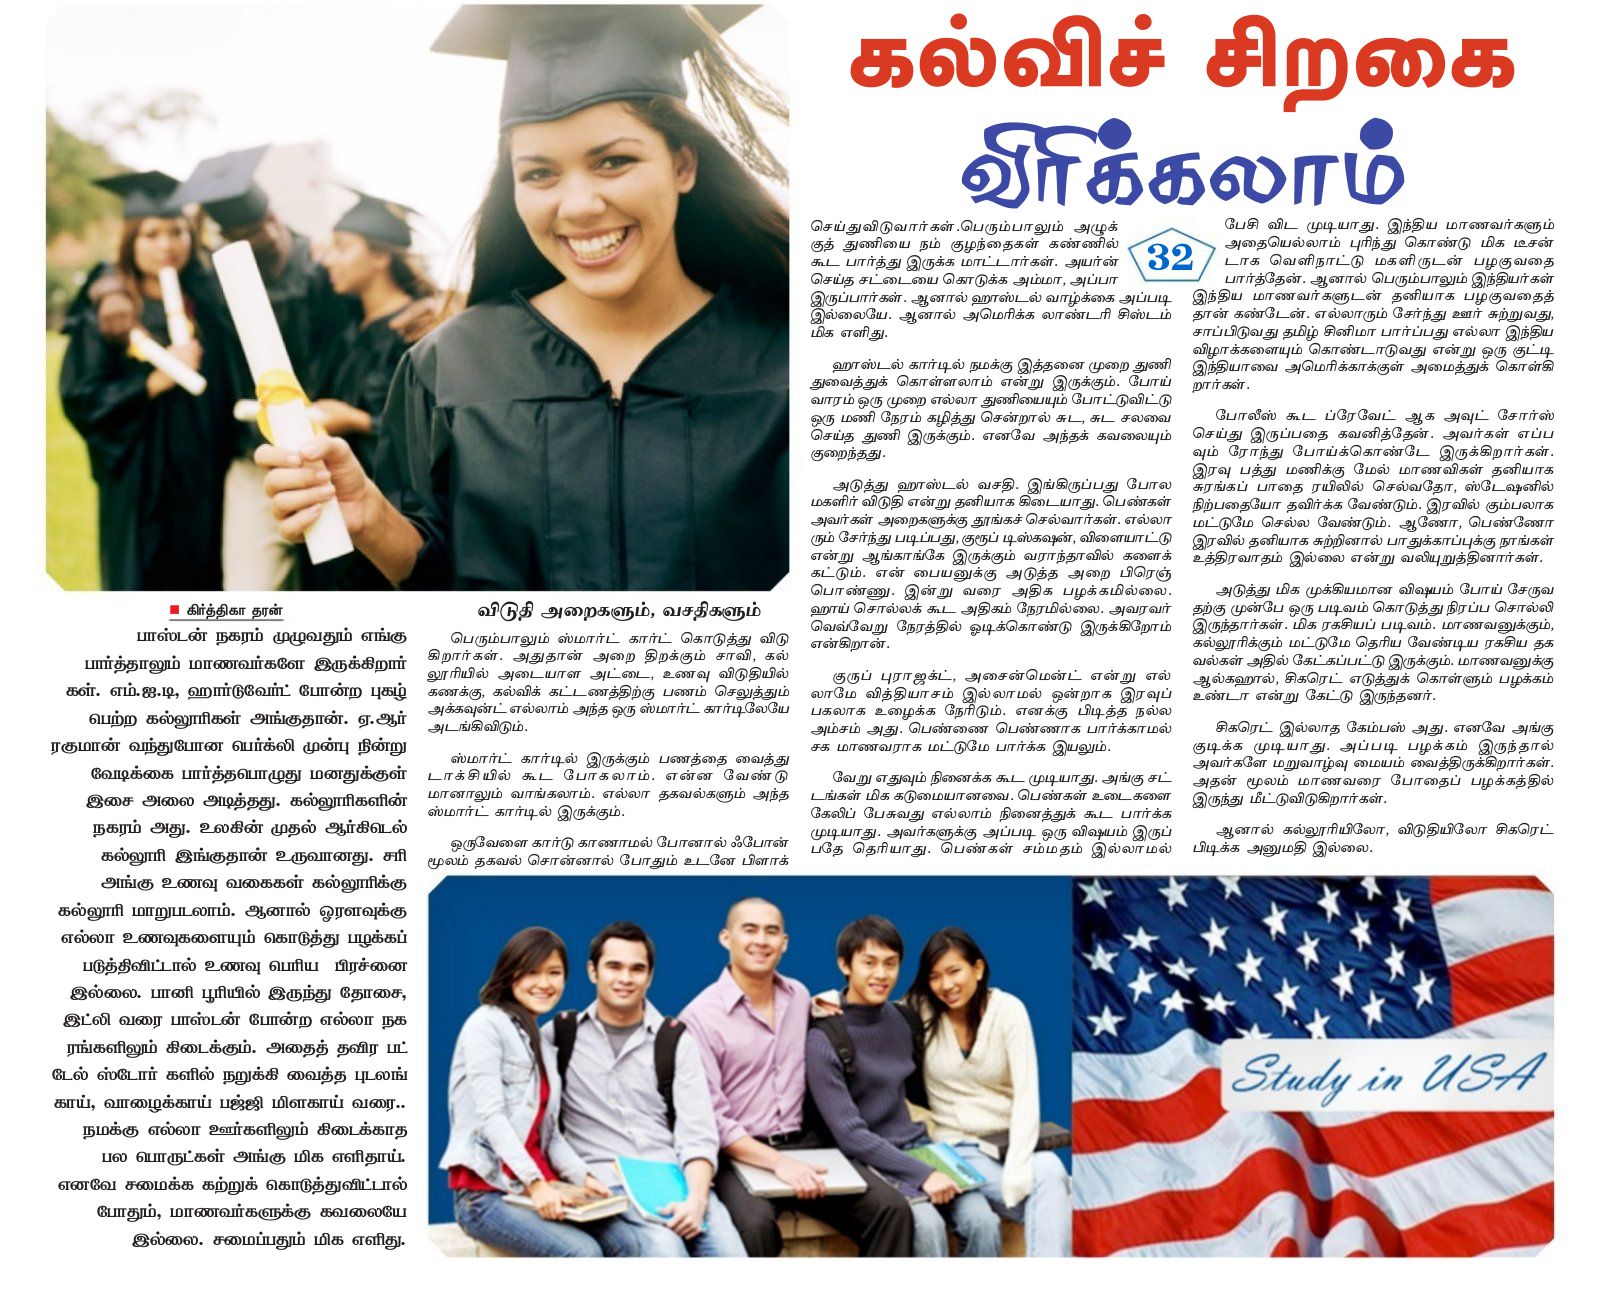 கல்விச் சிறகை
விரிக்கலாம்
32
■ கிர்த்திகா தரன்
பாஸ்டன் நகரம் முழுவதும் எங்கு
பார்த்தாலும் மாணவர்களே இருக்கிறார்
கள். எம்.ஐ.டி, ஹார்டுவேர்ட் போன்ற புகழ்
பெற்ற கல்லூரிகள் அங்குதான். ஏ.ஆர்
ரகுமான் வந்துபோன பெர்க்லி முன்பு நின்று
வேடிக்கை பார்த்தபொழுது மனதுக்குள்
இசை அலை அடித்தது. கல்லூரிகளின்
நகரம் அது. உலகின் முதல் ஆர்கிடீல்
கல்லூரி இங்குதான் உருவானது. சரி
அங்கு உணவு வகைகள் கல்லூரிக்கு
கல்லூரி மாறுபடலாம். ஆனால் ஓரளவுக்கு
எல்லா உணவுகளையும் கொடுத்து பழக்கப்
படுத்திவிட்டால் உணவு பெரிய பிரச்னை
இல்லை. பானி பூரியில் இருந்து தோசை,
இட்லி வரை பாஸ்டன் போன்ற எல்லா நக
ரங்களிலும் கிடைக்கும். அதைத் தவிர பட்
டேல் ஸ்டோர் களில் நறுக்கி வைத்த புடலங்
காய், வாழைக்காய் பஜ்ஜி மிளகாய் வரை..
நமக்கு எல்லா ஊர்களிலும் கிடைக்காத
பல பொருட்கள் அங்கு மிக எளிதாய்.
எனவே சமைக்க கற்றுக் கொடுத்துவிட்டால்
போதும், மாணவர்களுக்கு கவலையே
இல்லை. சமைப்பதும் மிக எளிது.
விடுதி அறைகளும், வசதிகளும்
பெரும்பாலும் ஸ்மார்ட் கார்ட் கொடுத்து விடு
கிறார்கள். அதுதான் அறை திறக்கும் சாவி, கல்
லூரியில் அடையாள அட்டை, உணவு விடுதியில்
கணக்கு, கல்விக் கட்டணத்திற்கு பணம் செலுத்தும்
அக்கவுன்ட் எல்லாம் அந்த ஒரு ஸ்மார்ட் கார்டிலேயே
அடங்கிவிடும்.
ஸ்மார்ட் கார்டில் இருக்கும் பணத்தை வைத்து
டாக்சியில் கூட போகலாம். என்ன வேண்டு
மானாலும் வாங்கலாம். எல்லா தகவல்களும் அந்த
ஸ்மார்ட் கார்டில் இருக்கும்.
ஒருவேளை கார்டு காணாமல் போனால் ஃபோன்
மூலம் தகவல் சொன்னால் போதும் உடனே பிளாக்
செய்துவிடுவார்கள்.பெரும்பாலும் அழுக்
குத் துணியை நம் குழந்தைகள் கண்ணில்
கூட பார்த்து இருக்க மாட்டார்கள். அயர்ன்
செய்த சட்டையை கொடுக்க அம்மா, அப்பா
இருப்பார்கள். ஆனால் ஹாஸ்டல் வாழ்க்கை அப்படி
இல்லையே. ஆனால் அமெரிக்க லாண்டரி சிஸ்டம்
மிக எளிது.
ஹாஸ்டல் கார்டில் நமக்கு இத்தனை முறை துணி
துவைத்துக் கொள்ளலாம் என்று இருக்கும். போய்
வாரம் ஒரு முறை எல்லா துணியையும் போட்டுவிட்டு
ஒரு மணி நேரம் கழித்து சென்றால் சுட, சுட சலவை
செய்த துணி இருக்கும். எனவே அந்தக் கவலையும்
குறைந்தது.
அடுத்து ஹாஸ்டல் வசதி. இங்கிருப்பது போல
மகளிர் விடுதி என்று தனியாக கிடையாது. பெண்கள்
அவர்கள் அறைகளுக்கு தூங்கச் செல்வார்கள். எல்லா
ரும் சேர்ந்து படிப்பது,குரூப் டிஸ்கஷன், விளையாட்டு
என்று ஆங்காங்கே இருக்கும் வராந்தாவில் களைக்
கட்டும். என் பையனுக்கு அடுத்த அறை பிரெஞ்
பொண்ணு. இன்று வரை அதிக பழக்கமில்லை.
ஹாய் சொல்லக் கூட அதிகம் நேரமில்லை. அவரவர்
வெவ்வேறு நேரத்தில் ஓடிக்கொண்டு இருக்கிறோம்
என்கிறான்.
குருப் புராஜக்ட், அசைன்மென்ட் என்று எல்
லாமே வித்தியாசம் இல்லாமல் ஒன்றாக இரவுப்
பகலாக உழைக்க நேரிடும். எனக்கு பிடித்த நல்ல
அம்சம் அது. பெண்ணை பெண்ணாக பார்க்காமல்
சக மாணவராக மட்டுமே பார்க்க இயலும்.
வேறு எதுவும் நினைக்க கூட முடியாது. அங்கு சட்
டங்கள் மிக கடுமையானவை. பெண்கள் உடைகளை
கேலிப் பேசுவது எல்லாம் நினைத்துக் கூட பார்க்க
முடியாது. அவர்களுக்கு அப்படி ஒரு விஷயம் இருப்
பதே தெரியாது. பெண்கள் சம்மதம் இல்லாமல்
பேசி விட முடியாது. இந்திய மாணவர்களும்
அதையெல்லாம் புரிந்து கொண்டு மிக டீசன்
டாக வெளிநாட்டு மகளிருடன் பழகுவதை
பார்த்தேன். ஆனால் பெரும்பாலும் இந்தியர்கள்
இந்திய மாணவர்களுடன் தனியாக பழகுவதைத்
தான் கண்டேன். எல்லாரும் சேர்ந்து ஊர் சுற்றுவது,
சாப்பிடுவது தமிழ் சினிமா பார்ப்பது எல்லா இந்திய
விழாக்களையும் கொண்டாடுவது என்று ஒரு குட்டி
இந்தியாவை அமெரிக்காக்குள் அமைத்துக் கொள்கி
றார்கள்.
போலீஸ் கூட ப்ரேவேட் ஆக அவுட் சோர்ஸ்
செய்து இருப்பதை கவனித்தேன். அவர்கள் எப்ப
வும் ரோந்து போய்க்கொண்டே இருக்கிறார்கள்.
இரவு பத்து மணிக்கு மேல் மாணவிகள் தனியாக
சுரங்கப் பாதை ரயிலில் செல்வதோ, ஸ்டேஷனில்
நிற்பதையோ தவிர்க்க வேண்டும். இரவில் கும்பலாக
மட்டுமே செல்ல வேண்டும். ஆணோ, பெண்ணோ
இரவில் தனியாக சுற்றினால் பாதுக்காப்புக்கு நாங்கள்
உத்திரவாதம் இல்லை என்று வலியுறுத்தினார்கள்.
அடுத்து மிக முக்கியமான விஷயம் போய் சேருவ
தற்கு முன்பே ஒரு படிவம் கொடுத்து நிரப்ப சொல்லி
இருந்தார்கள். மிக ரகசியப் படிவம். மாணவனுக்கும்,
கல்லூரிக்கும் மட்டுமே தெரிய வேண்டிய ரகசிய தக
வல்கள் அதில் கேட்கப்பட்டு இருக்கும். மாணவனுக்கு
ஆல்கஹால், சிகரெட் எடுத்துக் கொள்ளும் பழக்கம்
உண்டா என்று கேட்டு இருந்தனர்.
சிகரெட் இல்லாத கேம்பஸ் அது. எனவே அங்கு
குடிக்க முடியாது. அப்படி பழக்கம் இருந்தால்
அவர்களே மறுவாழ்வு மையம் வைத்திருக்கிறார்கள்.
அதன் மூலம் மாணவரை போதைப் பழக்கத்தில்
இருந்து மீட்டுவிடுகிறார்கள்.
ஆனால் கல்லூரியிலோ, விடுதியிலோ சிகரெட்
பிடிக்க அனுமதி இல்லை.
Study in USA